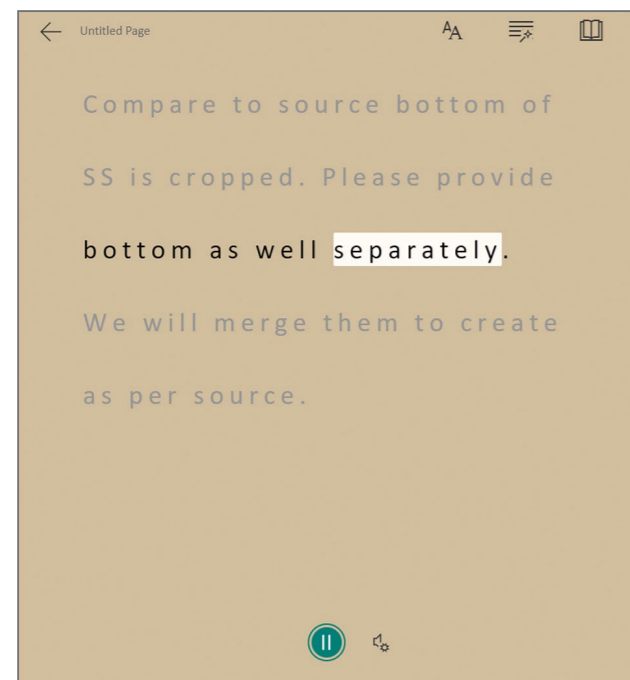 Untitled Page
Compare to source bottom of
SS is cropped. Please provide
bottom as well separately.
We will merge them to create
as per source.